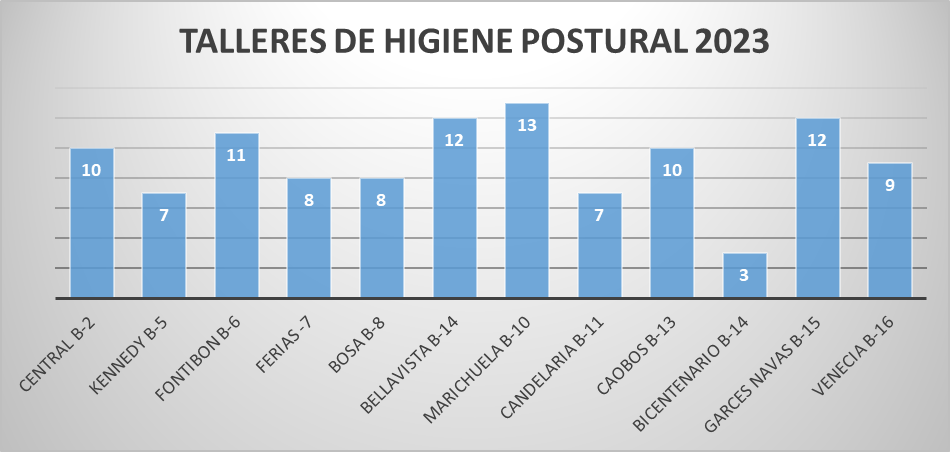 TALLERES DE HIGIENE POSTURAL 2023
10
7
11
8
8
12
13
7
10
3
12
9
CENTRAL B-2
KENNEDY B-5
FONTIBON B-6
FERIAS -7
BOSA B-8
BELLAVISTA B-14
MARICHUELA B-10
CANDELARIA B-11
CAOBOS B-13
BICENTENARIO B-14
GARCES NAVAS B-15
VENECIA B-16